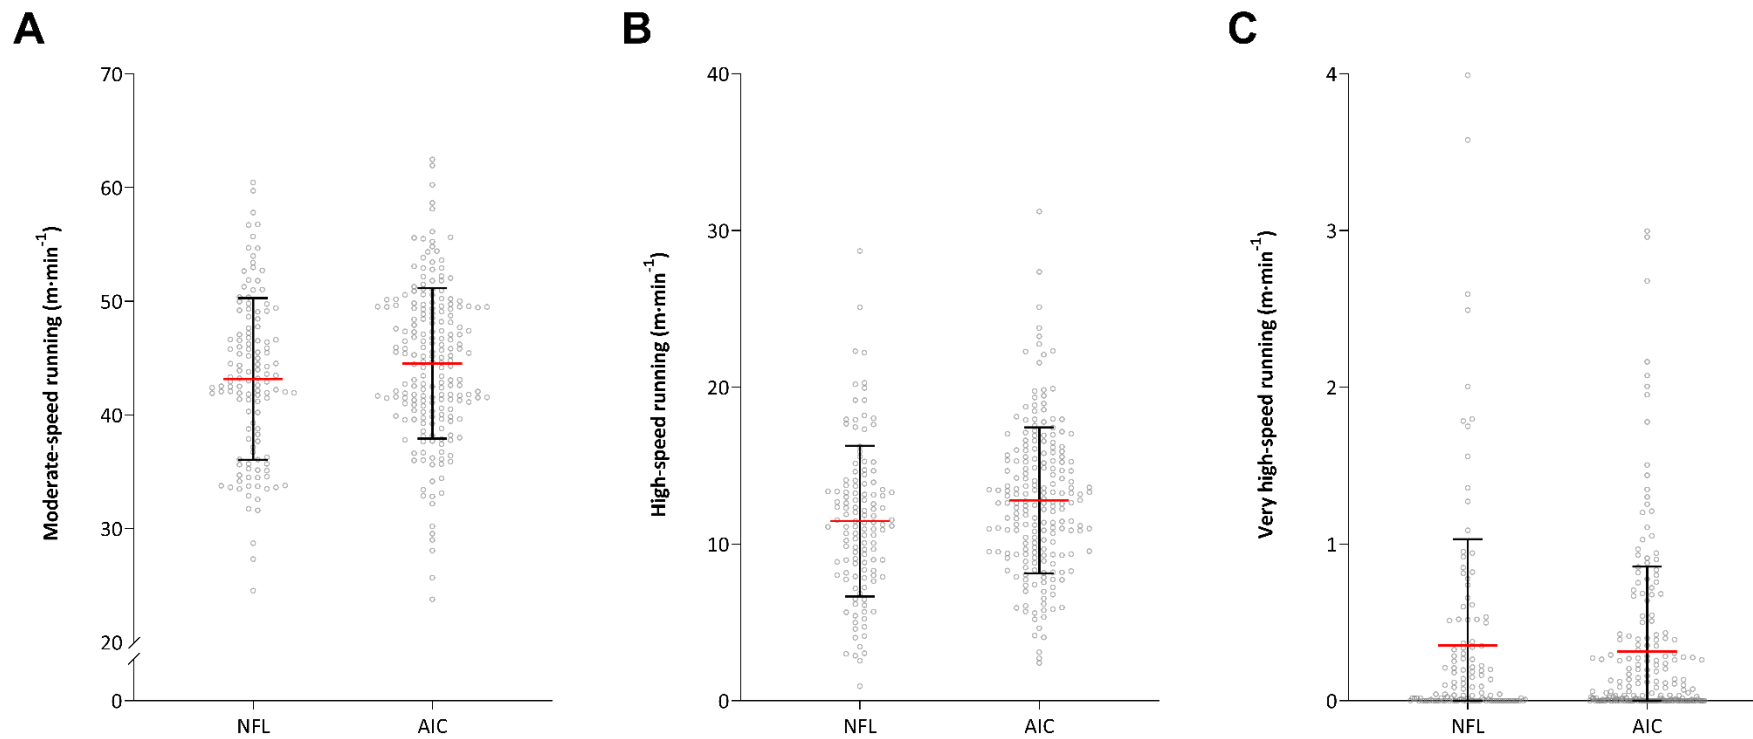 A
Moderate-speed running (m·min⁻¹)
70
60
50
40
30
20
0
NFL
AIC
B
High-speed running (m·min⁻¹)
40
30
20
10
0
NFL
AIC
C
Very high-speed running (m·min⁻¹)
4
3
2
1
0
NFL
AIC